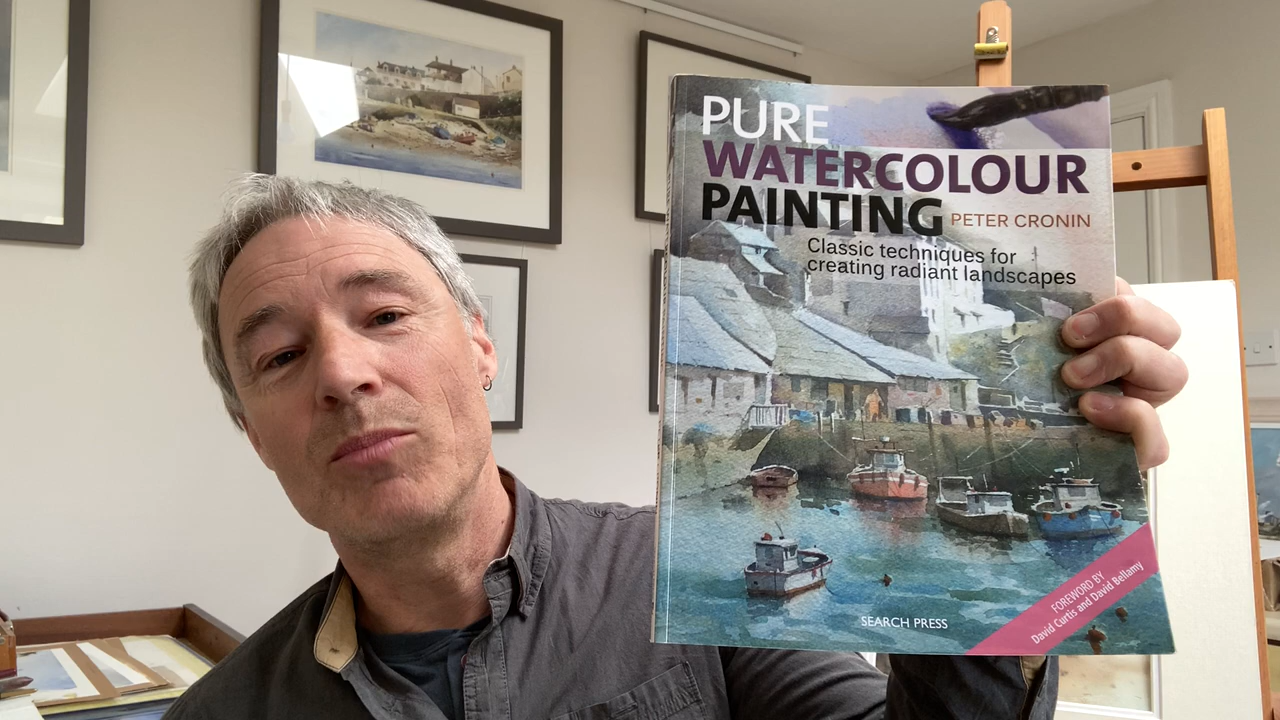 PURE
WATERCOLOUR
PAINTING PETER CRONIN
Classic techniques for
creating radiant landscapes
FOREWORD BY
David Curtis and David Bellamy
SEARCH PRESS